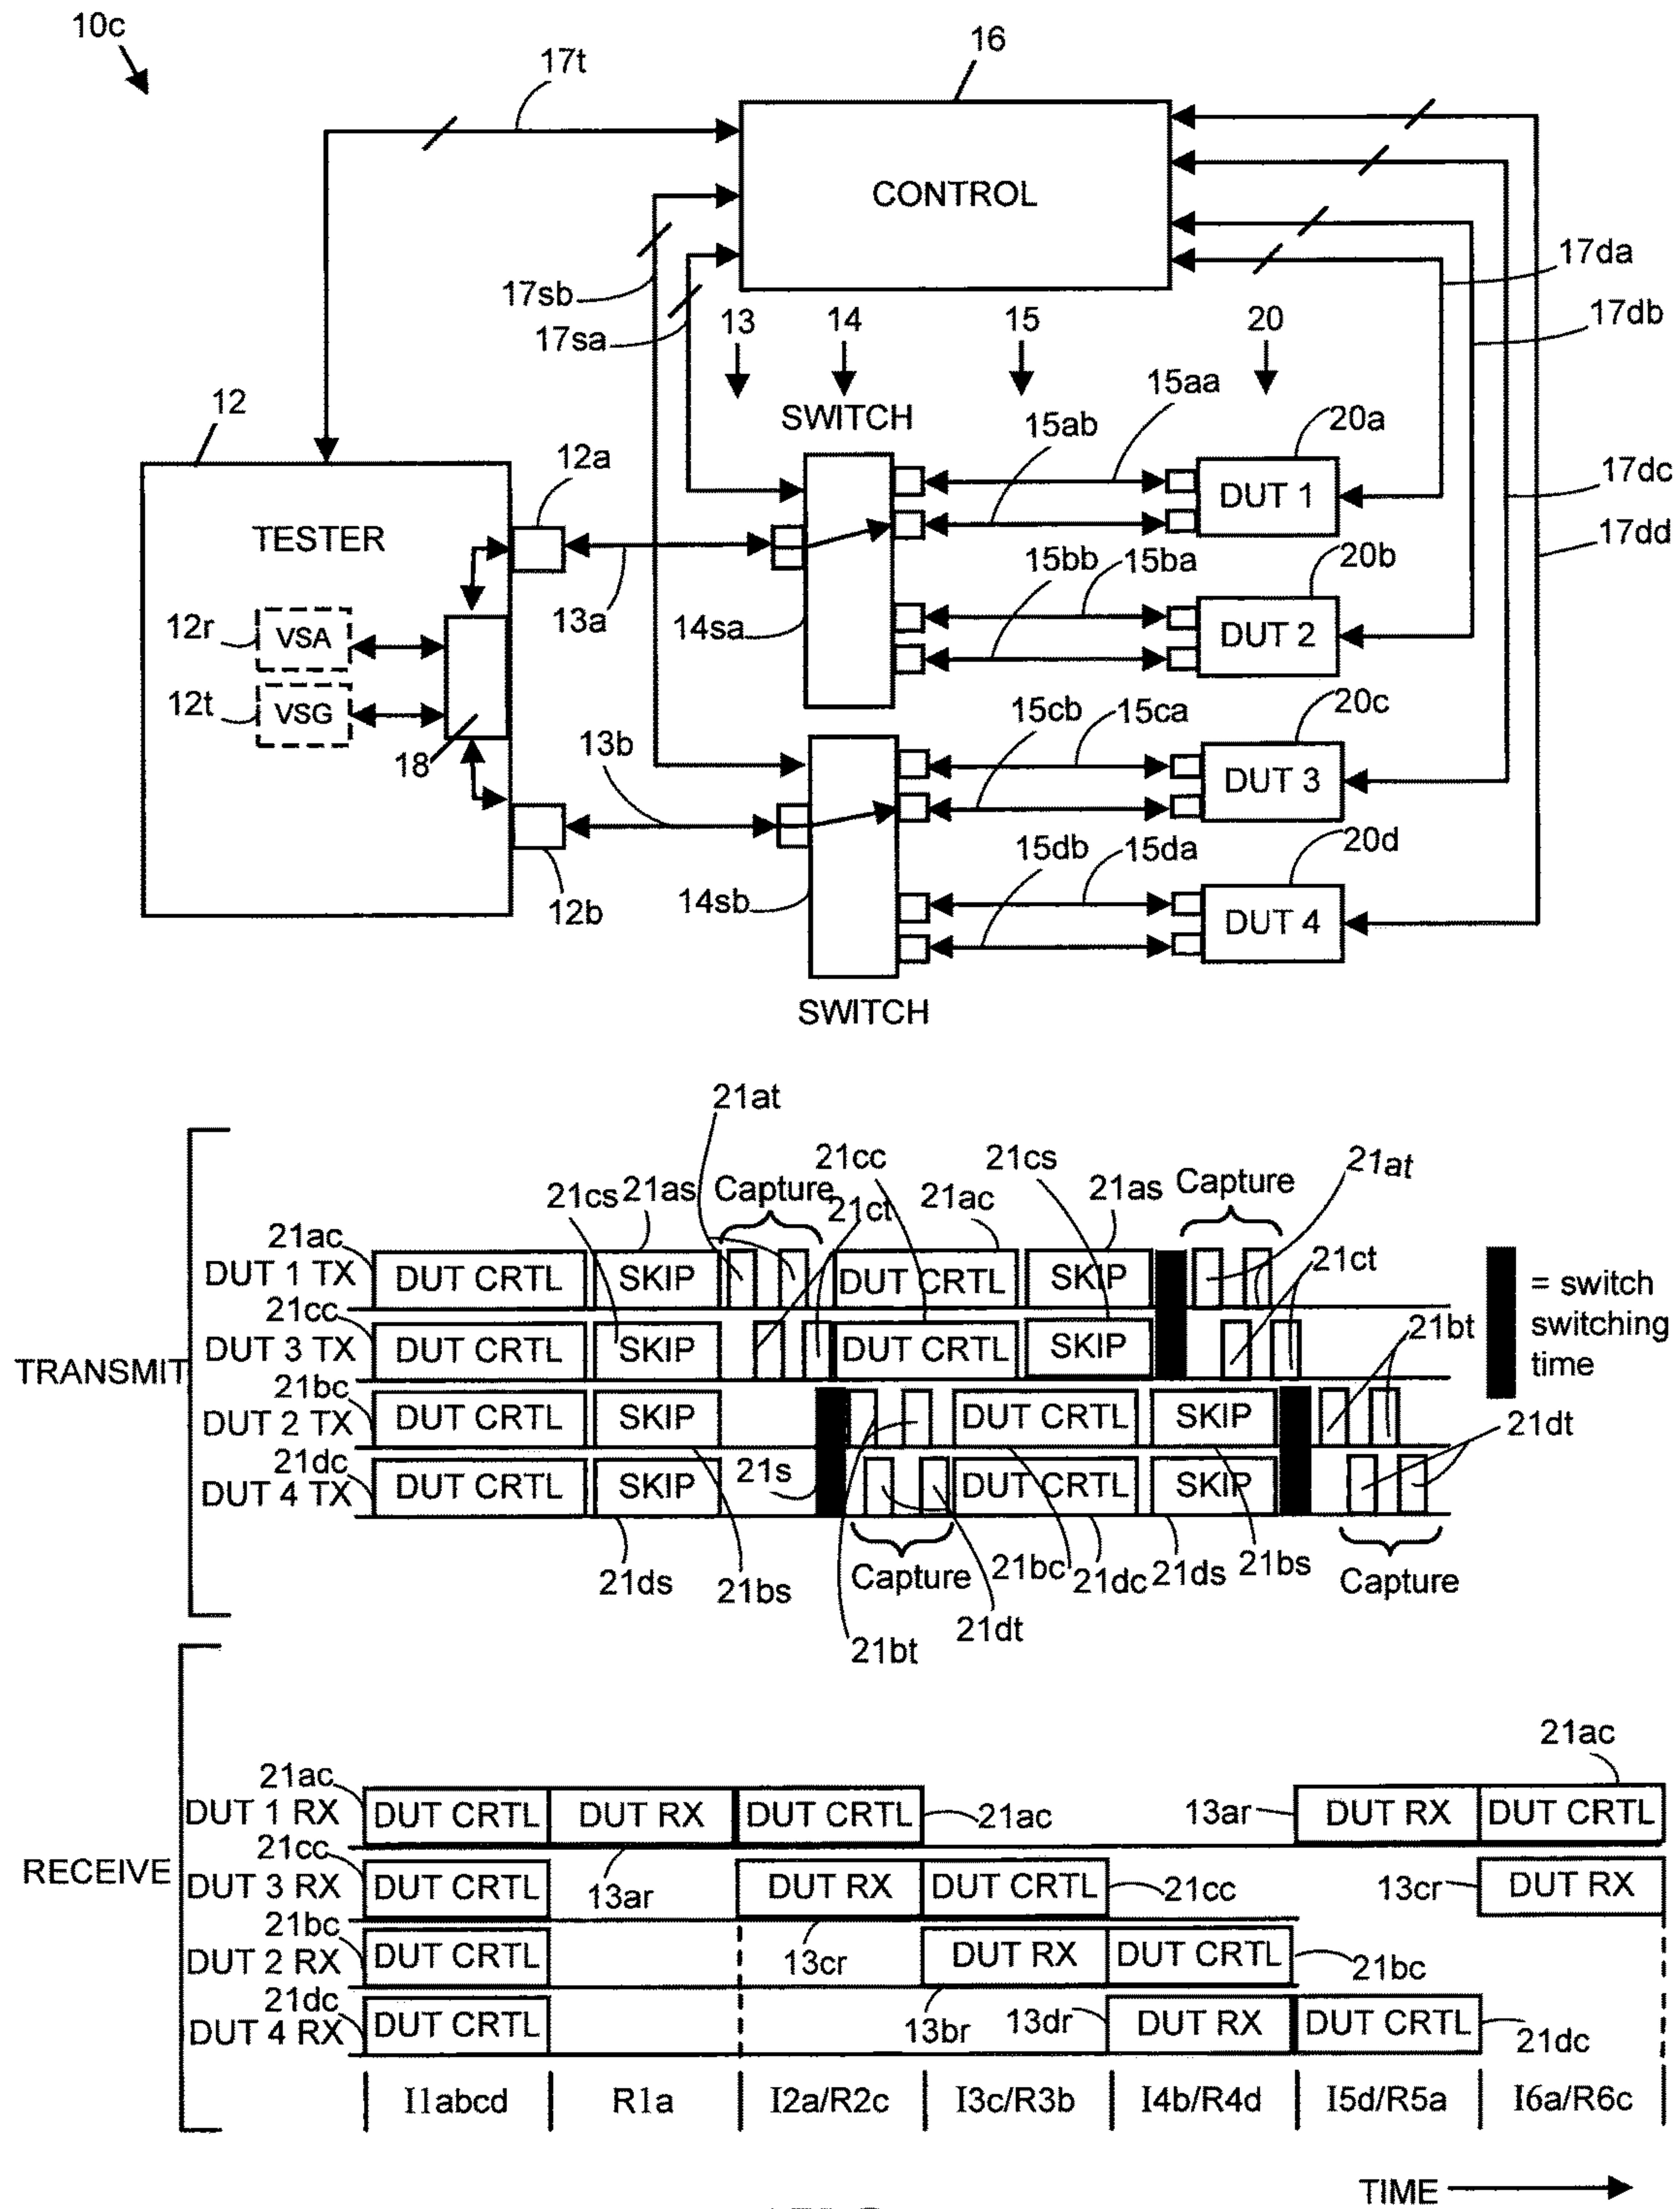 10c
17t
16
CONTROL
17sb
17sa
13
14
15
20
17da
17db
12
SWITCH
15aa
15ab
20a
17dc
12a
DUT 1
17dd
TESTER
15bb
15ba
20b
12r
VSA
13a
14sa
DUT 2
12t
VSG
15cb
15ca
20c
18
13b
DUT 3
15db
15da
20d
12b
14sb
DUT 4
SWITCH
21at
21cc
21cs
21at
21cs
21as
Capture
21ct
21ac
21as
Capture
21ac
DUT 1 TX
DUT CRTL
SKIP
DUT CRTL
SKIP
21ct
= switch
switching
time
21cc
DUT 3 TX
DUT CRTL
SKIP
DUT CRTL
SKIP
21bt
TRANSMIT
21bc
DUT 2 TX
DUT CRTL
SKIP
DUT CRTL
SKIP
21dt
21dc
DUT 4 TX
DUT CRTL
SKIP
21s
DUT CRTL
SKIP
21ds
21bs
Capture
21bc
21dc
21ds
21bs
Capture
21bt
21dt
21ac
21ac
DUT 1 RX
DUT CRTL
DUT RX
DUT CRTL
21ac
13ar
DUT RX
DUT CRTL
RECEIVE
21cc
DUT 3 RX
DUT CRTL
13ar
DUT RX
DUT CRTL
21cc
13cr
DUT RX
21bc
DUT 2 RX
DUT CRTL
13cr
DUT RX
DUT CRTL
21bc
21dc
DUT 4 RX
DUT CRTL
13br
13dr
DUT RX
DUT CRTL
21dc
I1abcd
R1a
I2a/R2c
I3c/R3b
I4b/R4d
I5d/R5a
I6a/R6c
TIME